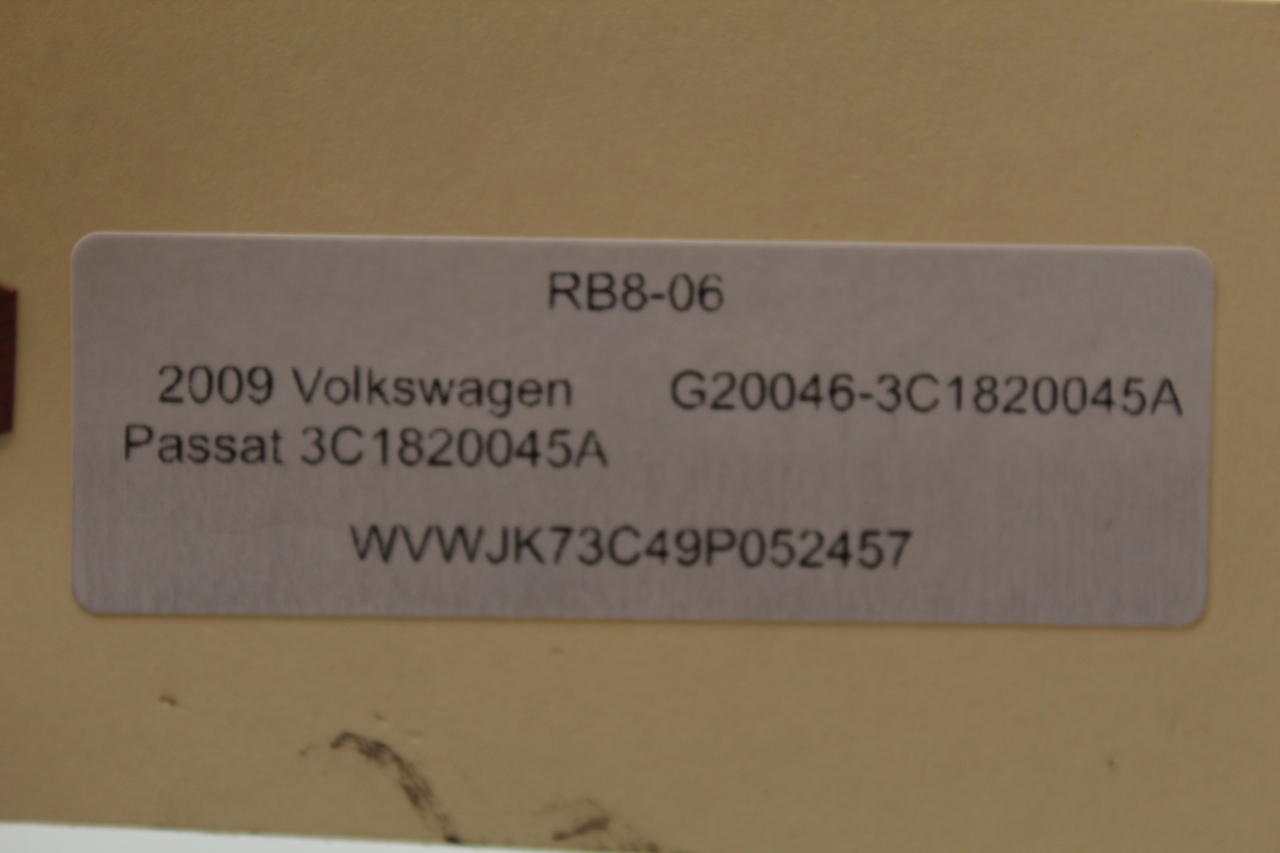 RB8-06
2009 Volkswagen G20046-3C1820045A
Passat 3C1820045A
WVWJK73C49P052457